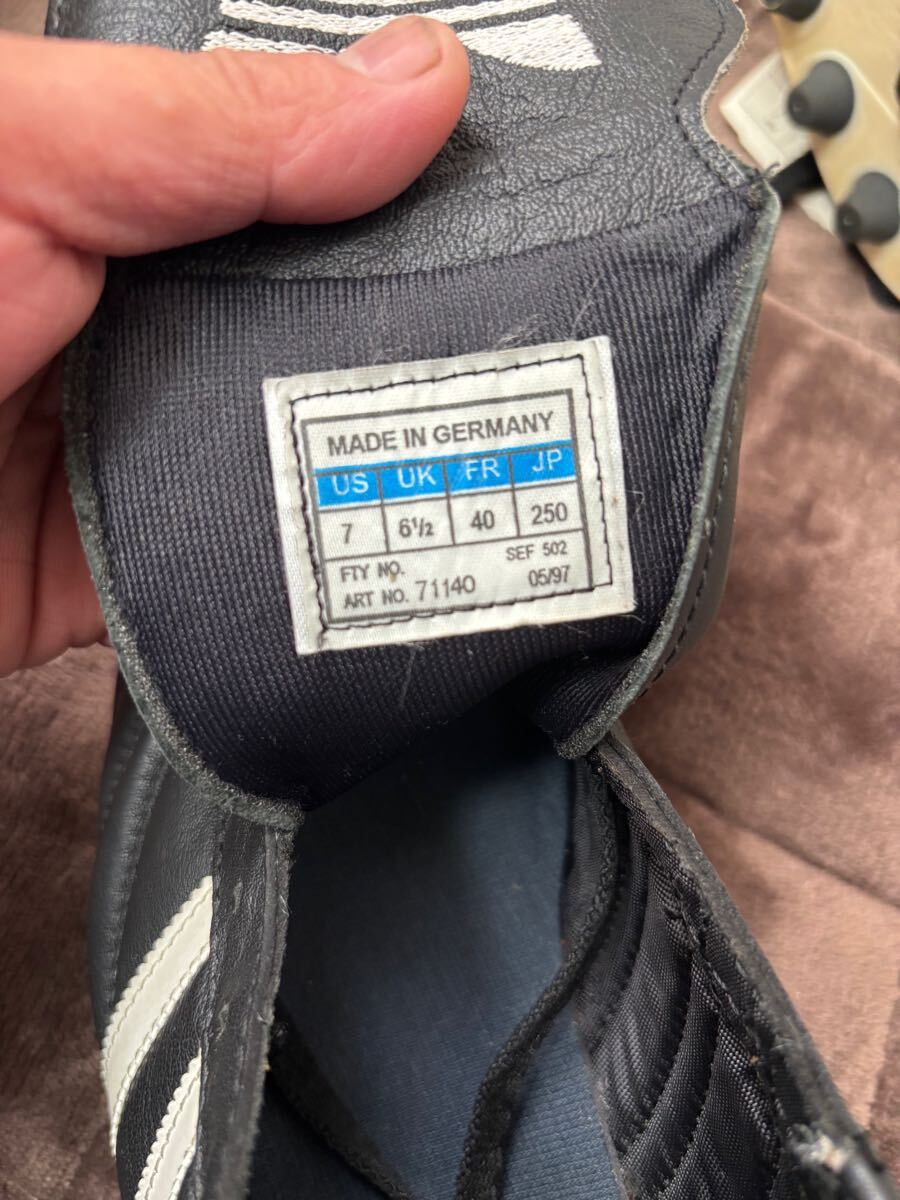 MADE IN GERMANY
US UK FR JP
7 6½ 40 250
FTY NO. SEF 502
ART NO. 71140 05/97